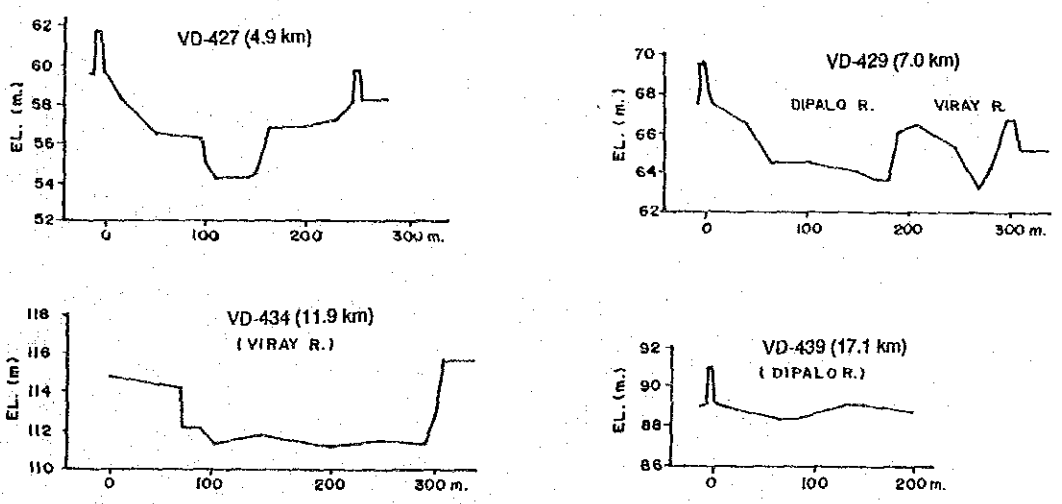 VD-427 (4.9 km)
EL. (m.)
62
60
58
56
54
52
0 100 200 300 m.
VD-429 (7.0 km)
DIPALO R. VIRAY R.
EL. (m.)
70
68
66
64
62
0 100 200 300 m.
VD-434 (11.9 km)
(VIRAY R.)
EL. (m)
118
116
114
112
110
0 100 200 300 m.
VD-439 (17.1 km)
(DIPALO R.)
EL. (m.)
92
90
88
86
0 100 200 m.